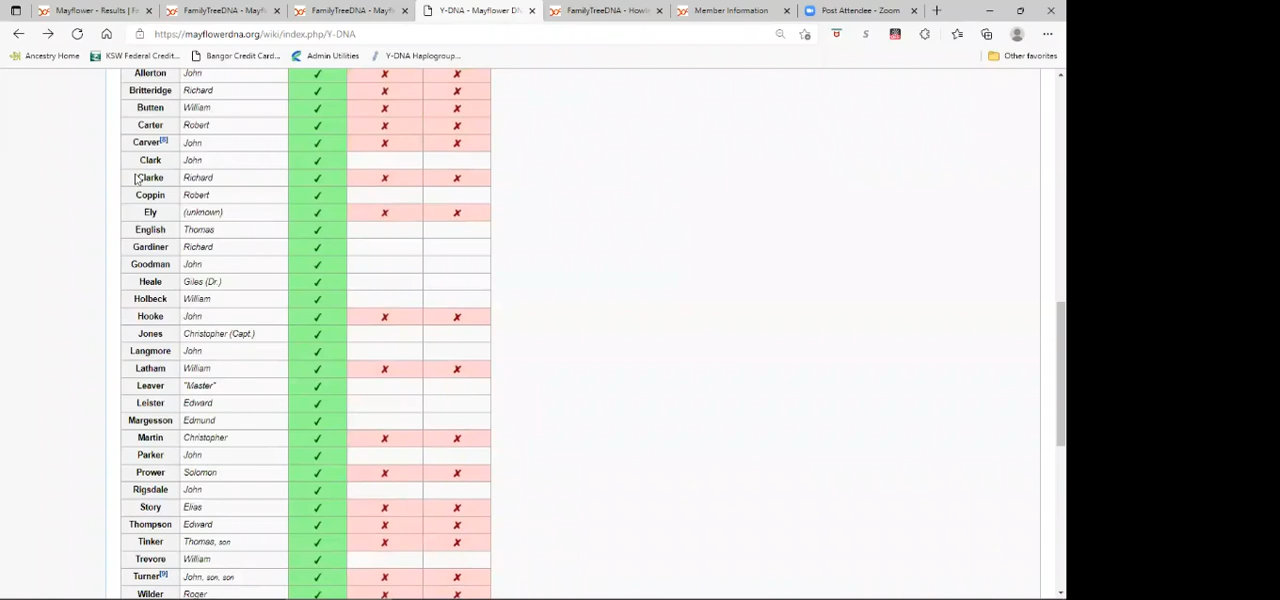 Mayflower - Results | Fa
FamilyTreeDNA - Mayfl
FamilyTreeDNA - Mayfl
Y-DNA - Mayflower DN
FamilyTreeDNA - How
Member Information
Post Attendee - Zoom
https://mayflowerdna.org/wiki/index.php/Y-DNA
Ancestry Home
KSW Federal Credit...
Bangor Credit Card...
Admin Utilities
Y-DNA Haplogroup...
Other favorites
Allerton John ✓ ✗ ✗
Britteridge Richard ✓ ✗ ✗
Butten William ✓ ✗ ✗
Carter Robert ✓ ✗ ✗
Carver[8] John ✓ ✗ ✗
Clark John ✓
Clarke Richard ✓ ✗ ✗
Coppin Robert ✓
Ely (unknown) ✓ ✗ ✗
English Thomas ✓
Gardiner Richard ✓
Goodman John ✓
Heale Giles (Dr.) ✓
Holbeck William ✓
Hooke John ✓ ✗ ✗
Jones Christopher (Capt.) ✓
Langmore John ✓
Latham William ✓ ✗ ✗
Leaver "Master" ✓
Leister Edward ✓
Margesson Edmund ✓
Martin Christopher ✓ ✗ ✗
Parker John ✓
Prower Solomon ✓ ✗ ✗
Rigsdale John ✓
Story Elias ✓ ✗ ✗
Thompson Edward ✓ ✗ ✗
Tinker Thomas, son ✓ ✗ ✗
Trevore William ✓
Turner[9] John, son, son ✓ ✗ ✗
Wilder Roger ✓ ✗ ✗